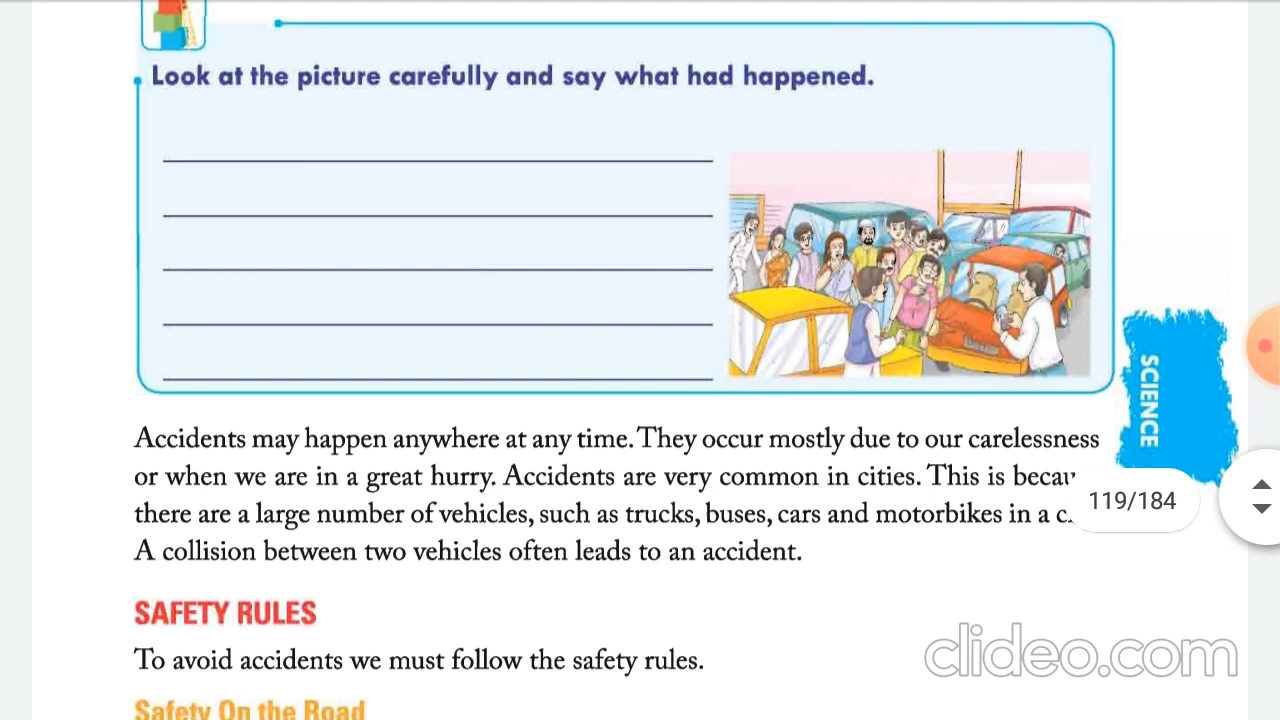 Look at the picture carefully and say what had happened.
SCIENCE
Accidents may happen anywhere at any time. They occur mostly due to our carelessness
or when we are in a great hurry. Accidents are very common in cities. This is
119/184
there are a large number of vehicles, such as trucks, buses, cars and motorbikes in a
A collision between two vehicles often leads to an accident.
SAFETY RULES
To avoid accidents we must follow the safety rules.
clideo.com
Safety On the Road